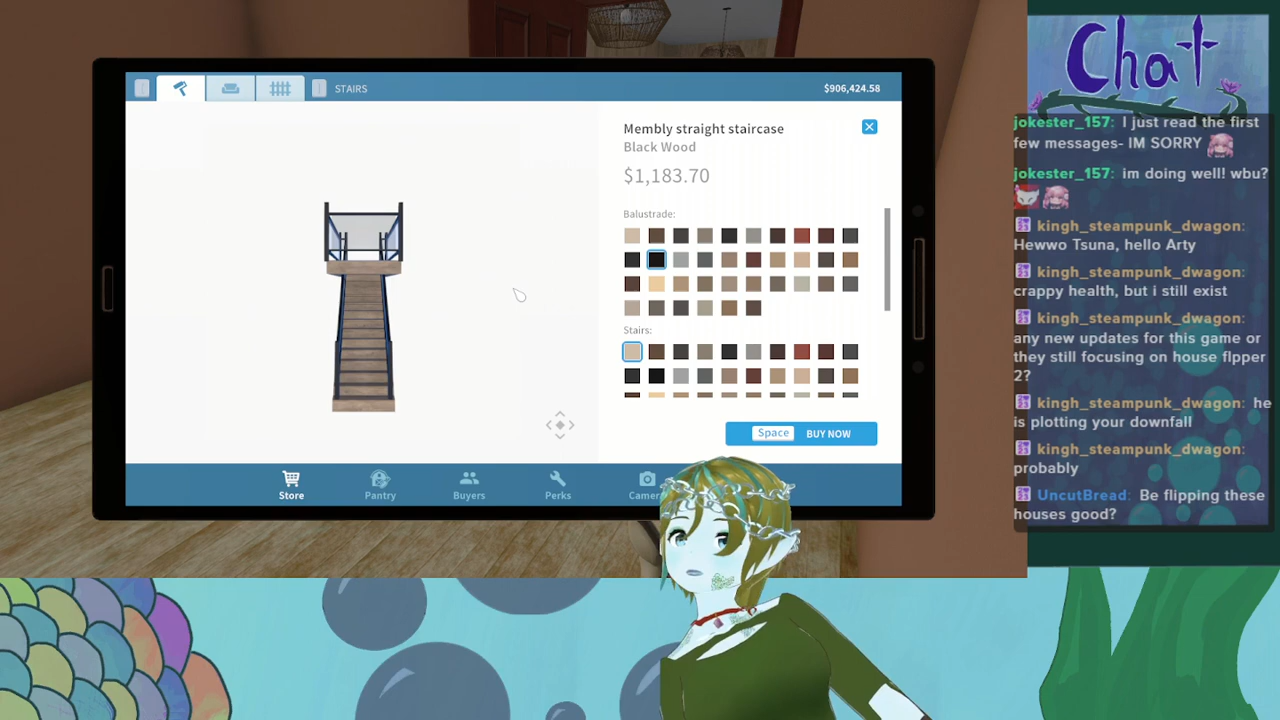 STAIRS
$906,424.58
Membly straight staircase
Black Wood
$1,183.70
Balustrade:
Stairs:
Space BUY NOW
Store
Pantry
Buyers
Perks
Camera
Chat
jokester_157: I just read the first
few messages- IM SORRY
jokester_157: im doing well! wbu?
kingh_steampunk_dwagon:
Hewwo Tsuna, hello Arty
kingh_steampunk_dwagon:
crappy health, but i still exist
kingh_steampunk_dwagon:
any new updates for this game or
they still focusing on house flpper
2?
kingh_steampunk_dwagon: he
is plotting your downfall
kingh_steampunk_dwagon:
probably
UncutBread: Be flipping these
houses good?